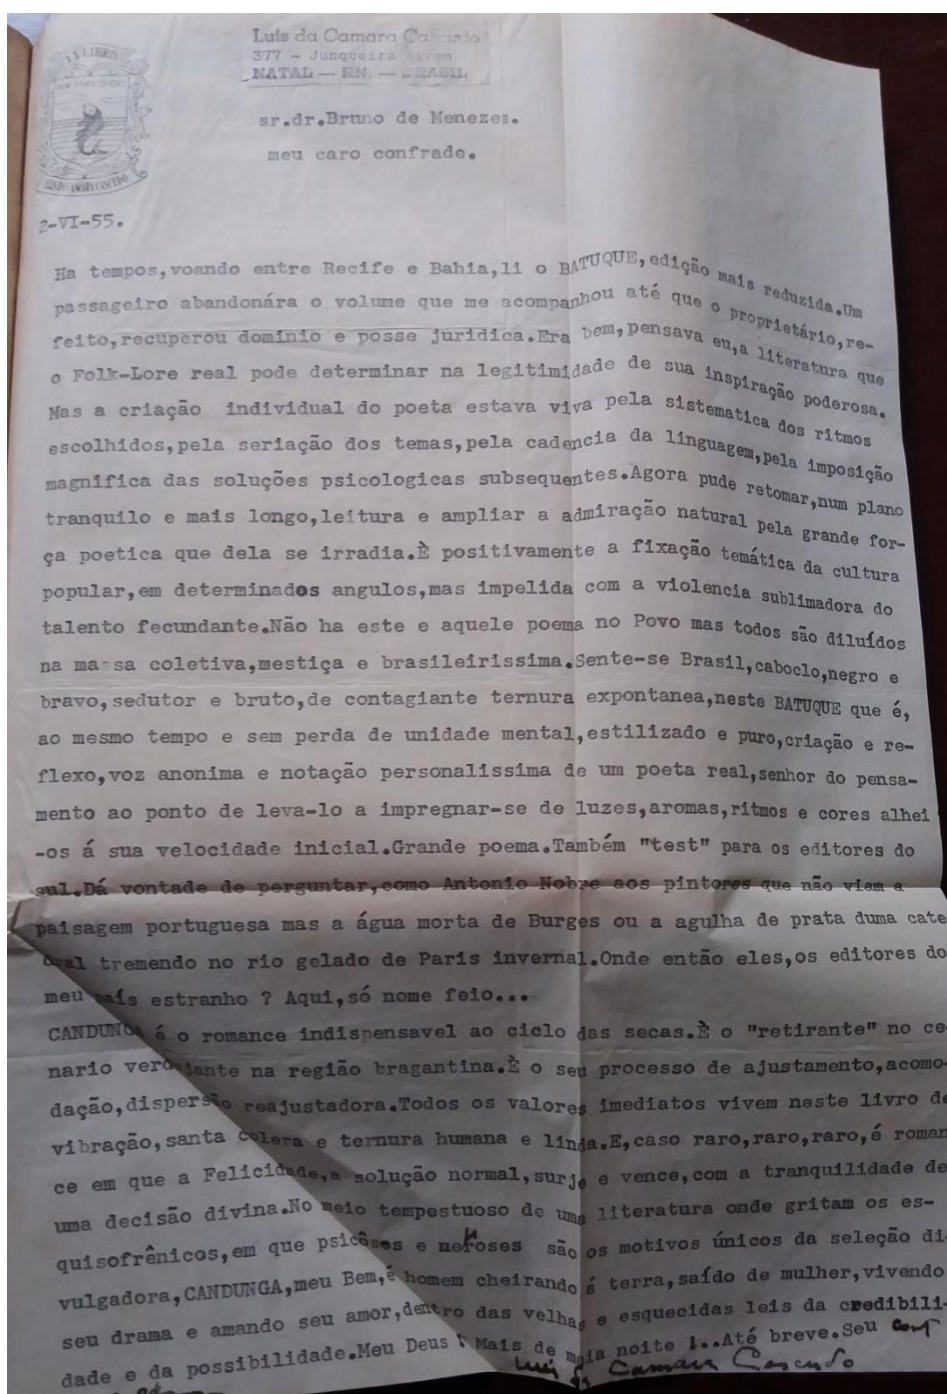 EX LIBRIS
LUIS DA CAMARA CASCUDO
Luis da Camara Cascudo
377 - Junqueira Aires
NATAL — RN. — BRASIL
sr.dr.Bruno de Menezes.
meu caro confrade.
2-VI-55.
Ha tempos,voando entre Recife e Bahia,li o BATUQUE,edição mais reduzida.Um
passageiro abandonára o volume que me acompanhou até que o proprietário,re-
feito,recuperou dominio e posse juridica.Era bem,pensava eu,a literatura que
o Folk-Lore real pode determinar na legitimidade de sua inspiração poderosa.
Mas a criação individual do poeta estava viva pela sistematica dos ritmos
escolhidos,pela seriação dos temas,pela cadencia da linguagem,pela imposição
magnifica das soluções psicologicas subsequentes.Agora pude retomar,num plano
tranquilo e mais longo,leitura e ampliar a admiração natural pela grande for-
ça poetica que dela se irradia.È positivamente a fixação temática da cultura
popular,em determinados angulos,mas impelida com a violencia sublimadora do
talento fecundante.Não ha este e aquele poema no Povo mas todos são diluídos
na massa coletiva,mestiça e brasileirissima.Sente-se Brasil,caboclo,negro e
bravo,sedutor e bruto,de contagiante ternura expontanea,neste BATUQUE que é,
ao mesmo tempo e sem perda de unidade mental,estilizado e puro,criação e re-
flexo,voz anonima e notação personalissima de um poeta real,senhor do pensa-
mento ao ponto de leva-lo a impregnar-se de luzes,aromas,ritmos e cores alhei
-os á sua velocidade inicial.Grande poema.Também "test" para os editores do
sul.Dá vontade de perguntar,como Antonio Nobre aos pintores que não viam a
paisagem portuguesa mas a água morta de Burges ou a agulha de prata duma cate
dral tremendo no rio gelado de Paris invernal.Onde então eles,os editores do
meu país estranho ? Aqui,só nome feio...
CANDUNGA é o romance indispensavel ao ciclo das secas.È o "retirante" no ce-
nario verdejante na região bragantina.È o seu processo de ajustamento,acomo-
dação,dispersão reajustadora.Todos os valores imediatos vivem neste livro de
vibração,santa colera e ternura humana e linda.E,caso raro,raro,raro,é roman
ce em que a Felicidade,a solução normal,surje e vence,com a tranquilidade de
uma decisão divina.No meio tempestuoso de uma literatura onde gritam os es-
quisofrênicos,em que psicôses e nevroses são os motivos únicos da seleção di-
vulgadora,CANDUNGA,meu Bem,é homem cheirando á terra,saído de mulher,vivendo
seu drama e amando seu amor,dentro das velhas e esquecidas leis da credibili-
dade e da possibilidade.Meu Deus ! Mais de meia noite !..Até breve.Seu
Luis da Camara Cascudo